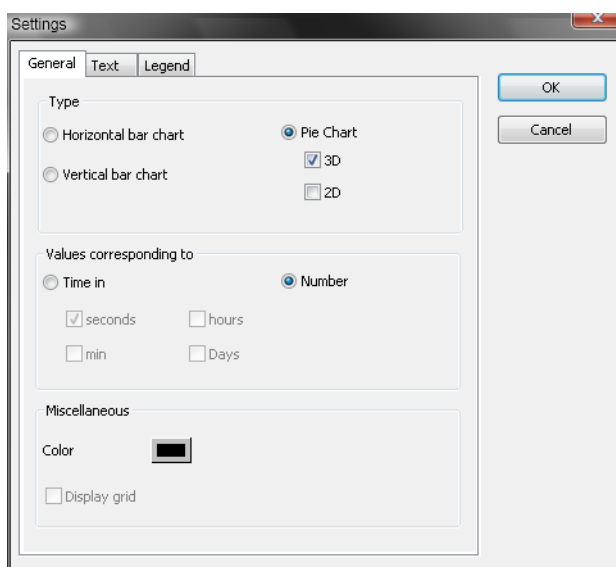 Settings
General Text Legend
OK
Cancel
Type
Horizontal bar chart
Pie Chart
3D
Vertical bar chart
2D
Values corresponding to
Time in
Number
seconds
hours
min
Days
Miscellaneous
Color
Display grid